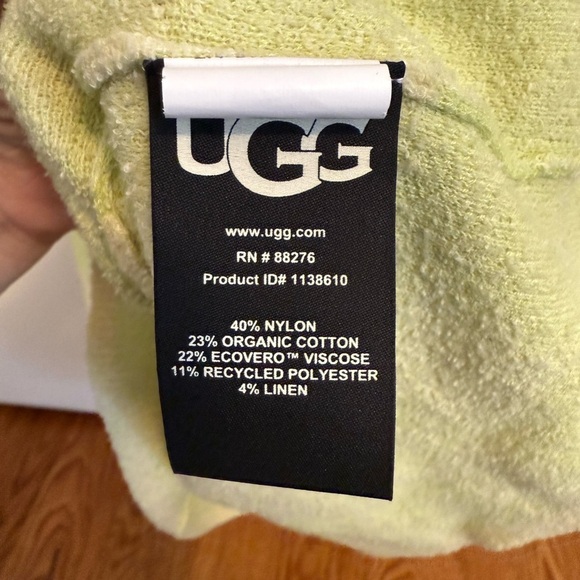 UGG
www.ugg.com
RN # 88276
Product ID# 1138610
40% NYLON
23% ORGANIC COTTON
22% ECOVERO™ VISCOSE
11% RECYCLED POLYESTER
4% LINEN